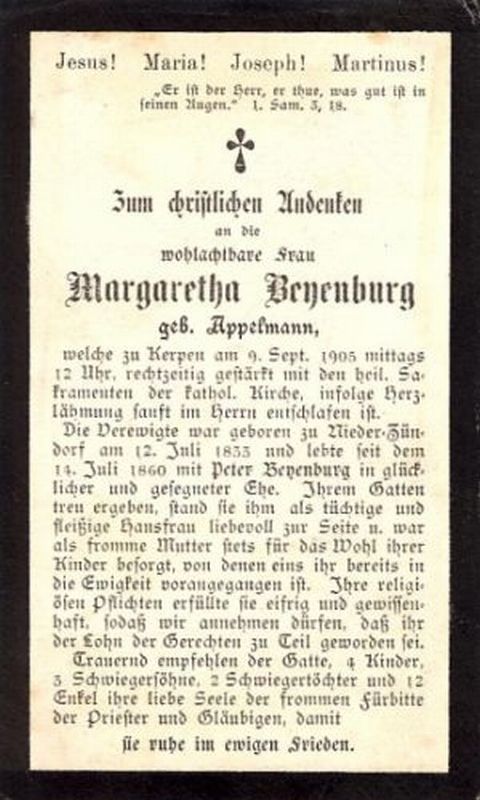 Jesus! Maria! Joseph! Martinus!
„Er ist der Herr, er thue, was gut ist in
seinen Augen.“ 1. Sam. 3, 18.
Zum christlichen Andenken
an die
wohlachtbare Frau
Margaretha Beyenburg
geb. Appelmann,
welche zu Kerpen am 9. Sept. 1905 mittags
12 Uhr, rechtzeitig gestärkt mit den heil. Sa-
kramenten der kathol. Kirche, infolge Herz-
lähmung sanft im Herrn entschlafen ist.
Die Verewigte war geboren zu Nieder-Zün-
dorf am 12. Juli 1833 und lebte seit dem
14. Juli 1860 mit Peter Beyenburg in glück-
licher und gesegneter Ehe. Ihrem Gatten
treu ergeben, stand sie ihm als tüchtige und
fleißige Hausfrau liebevoll zur Seite u. war
als fromme Mutter stets für das Wohl ihrer
Kinder besorgt, von denen eins ihr bereits in
die Ewigkeit vorangegangen ist. Ihre religi-
ösen Pflichten erfüllte sie eifrig und gewissen-
haft, sodaß wir annehmen dürfen, daß ihr
der Lohn der Gerechten zu Teil geworden sei.
Trauernd empfehlen der Gatte, 4 Kinder,
3 Schwiegersöhne, 2 Schwiegertöchter und 12
Enkel ihre liebe Seele der frommen Fürbitte
der Priester und Gläubigen, damit
sie ruhe im ewigen Frieden.